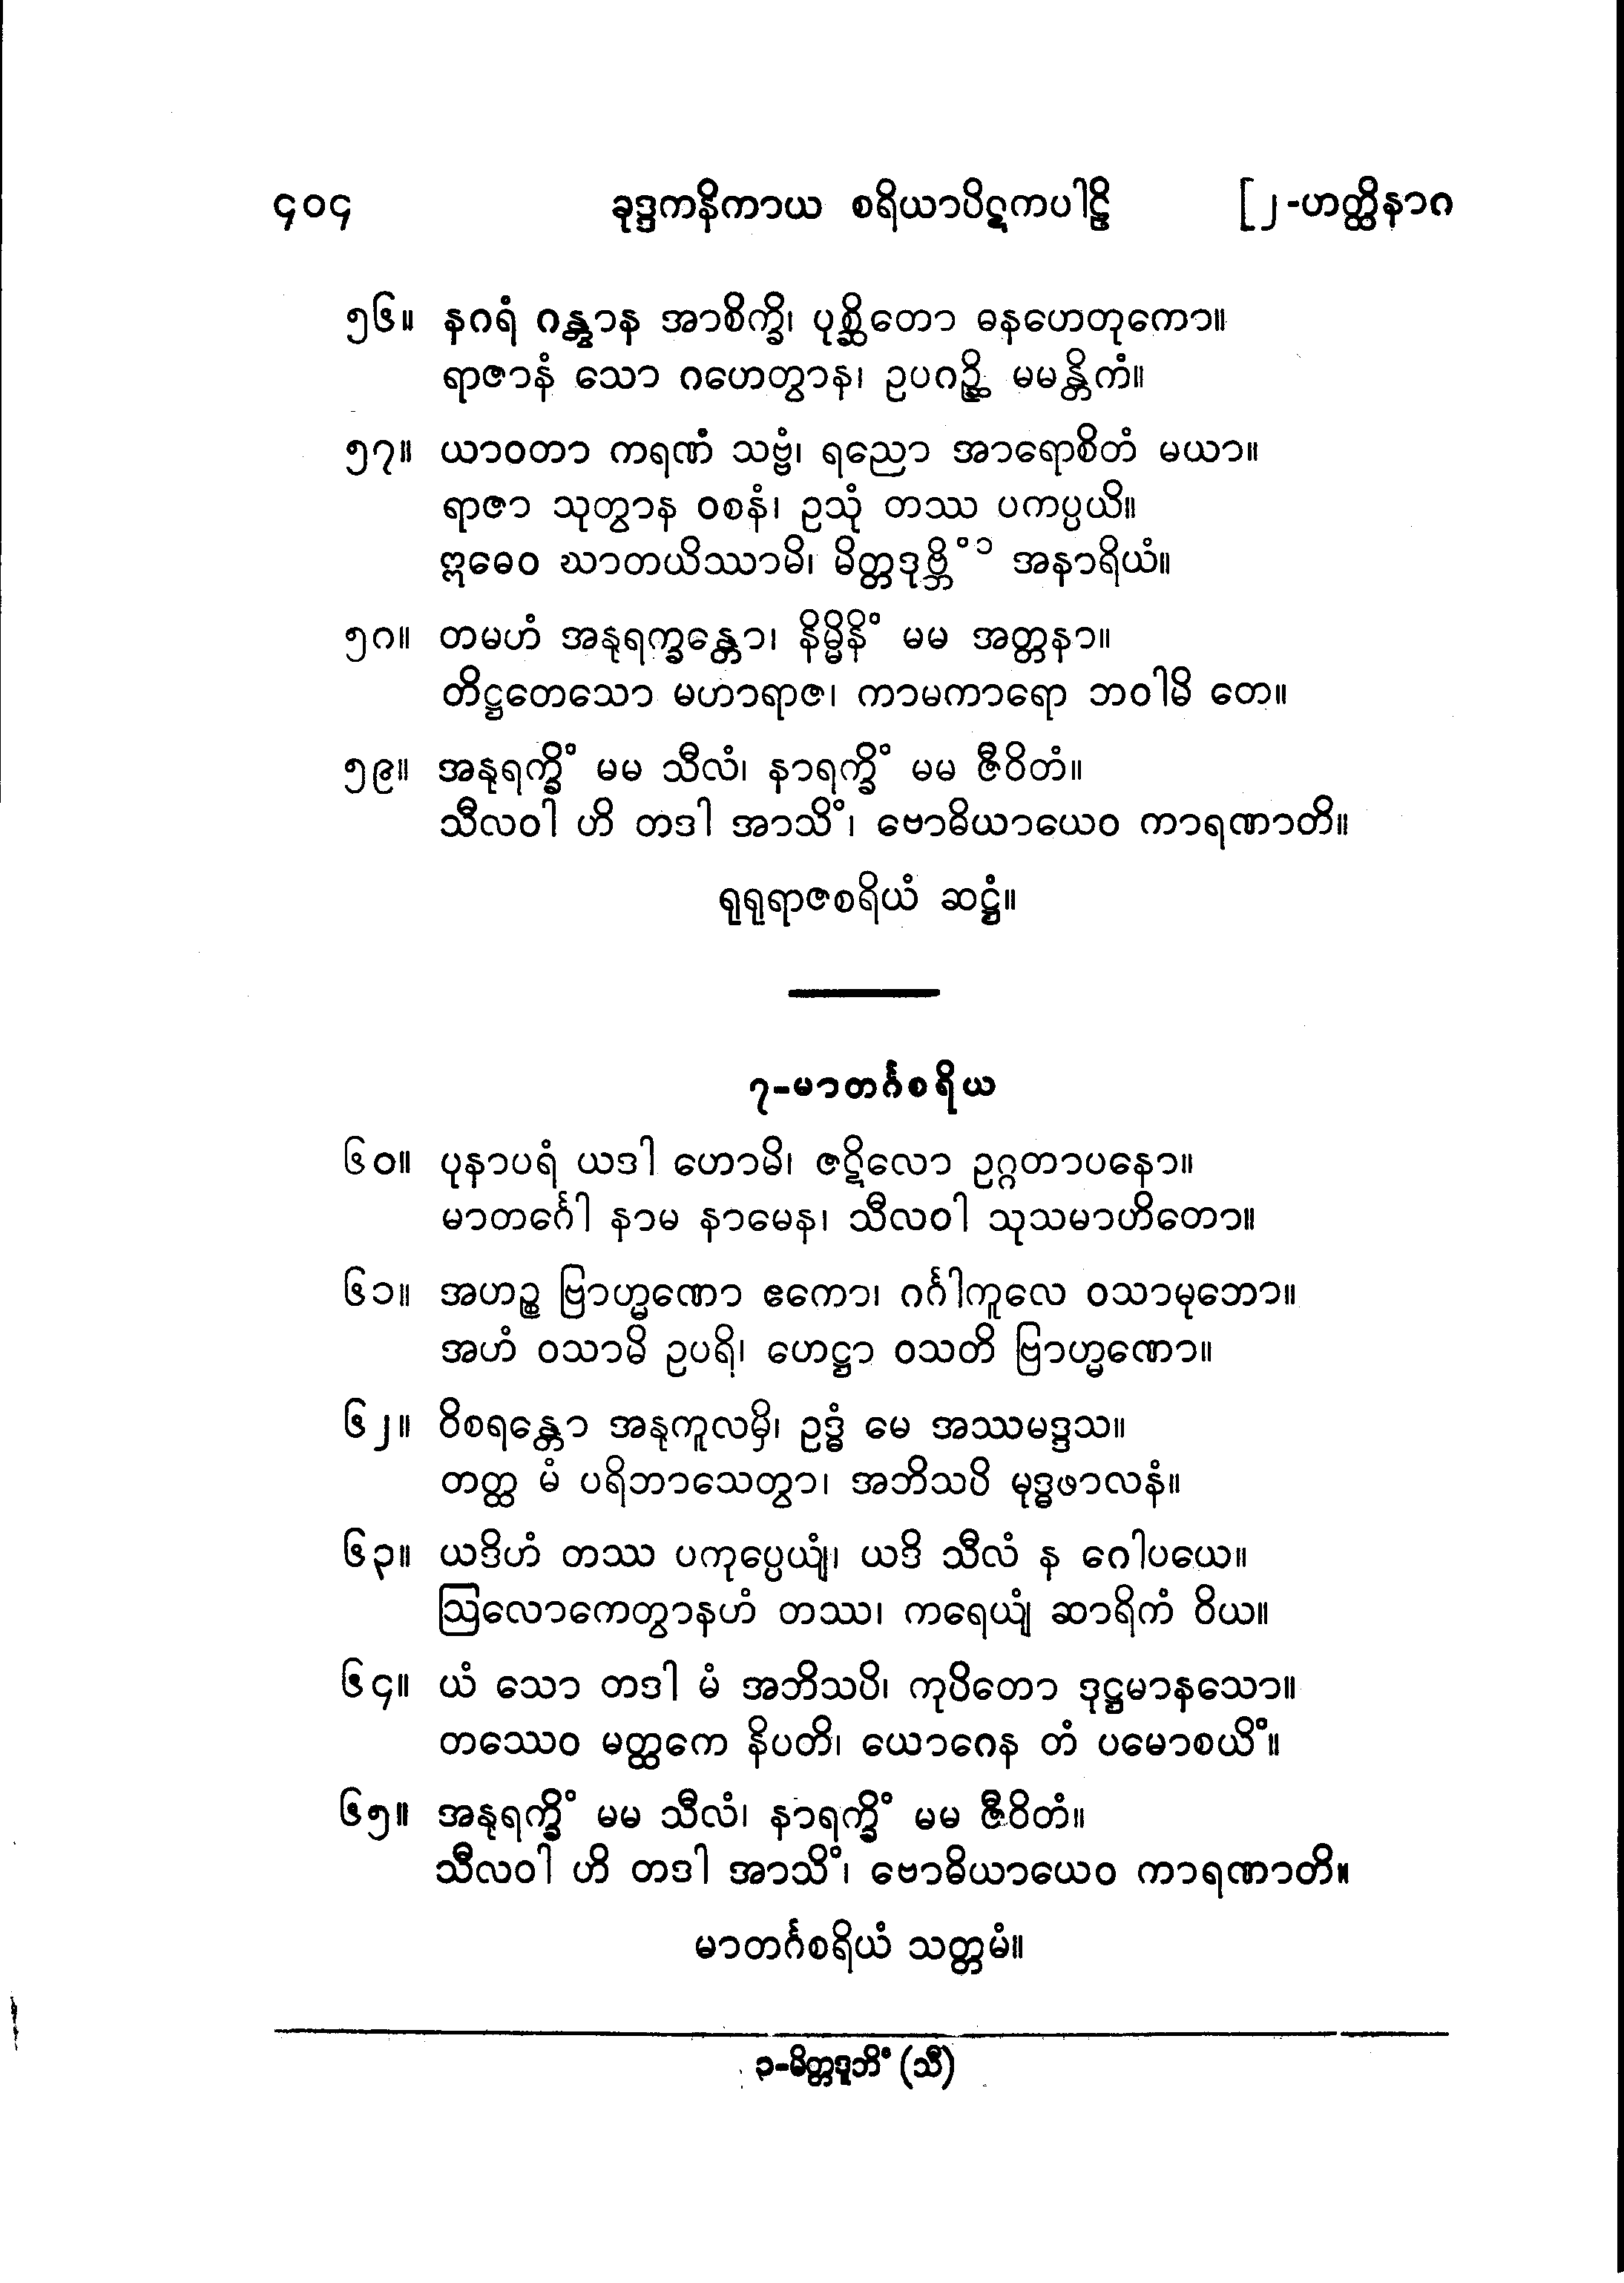 ၄၀၄ ခုဒ္ဒကနိကာယ စရိယာပိဋကပါဠိ [၂-ဟတ္ထိနာဂ
၅၆။ နဂရံ ဂန္တွာန အာစိက္ခိ၊ ပုစ္ဆိတော ဓနဟေတုကော။
ရာဇာနံ သော ဂဟေတွာန၊ ဥပဂဉ္ဆိ မမန္တိကံ။
၅၇။ ယာဝတာ ကရဏံ သဗ္ဗံ၊ ရညော အာရောစိတံ မယာ။
ရာဇာ သုတွာန ဝစနံ၊ ဥသုံ တဿ ပကပ္ပယိ။
ဣဓေဝ ဃာတယိဿာမိ၊ မိတ္တဒုဗ္ဘိံ ၁ အနာရိယံ။
၅၈။ တမဟံ အနုရက္ခန္တော၊ နိမ္မိနိံ မမ အတ္တနာ။
တိဋ္ဌတေသော မဟာရာဇ၊ ကာမကာရော ဘဝါမိ တေ။
၅၉။ အနုရက္ခိံ မမ သီလံ၊ နာရက္ခိံ မမ ဇီဝိတံ။
သီလဝါ ဟိ တဒါ အာသိံ၊ ဗောဓိယာယေဝ ကာရဏာတိ။
ရုရုရာဇစရိယံ ဆဋ္ဌံ။
၇-မာတင်္ဂစရိယ
၆၀။ ပုနာပရံ ယဒါ ဟောမိ၊ ဇဋိလော ဥဂ္ဂတာပနော။
မာတင်္ဂေါ နာမ နာမေန၊ သီလဝါ သုသမာဟိတော။
၆၁။ အဟဉ္စ ဗြာဟ္မဏော ဧကော၊ ဂင်္ဂါကူလေ ဝသာမုဘော။
အဟံ ဝသာမိ ဥပရိ၊ ဟေဋ္ဌာ ဝသတိ ဗြာဟ္မဏော။
၆၂။ ဝိစရန္တော အနုကူလမှိ၊ ဥဒ္ဓံ မေ အဿမဒ္ဒသ။
တတ္ထ မံ ပရိဘာသေတွာ၊ အဘိသပိ မုဒ္ဓဖာလနံ။
၆၃။ ယဒိဟံ တဿ ပကုပ္ပေယျံ၊ ယဒိ သီလံ န ဂေါပယေ။
ဩလောကေတွာနဟံ တဿ၊ ကရေယျံ ဆာရိကံ ဝိယ။
၆၄။ ယံ သော တဒါ မံ အဘိသပိ၊ ကုပိတော ဒုဋ္ဌမာနသော။
တဿေဝ မတ္ထကေ နိပတိ၊ ယောဂေန တံ ပမောစယိံ။
၆၅။ အနုရက္ခိံ မမ သီလံ၊ နာရက္ခိံ မမ ဇီဝိတံ။
သီလဝါ ဟိ တဒါ အာသိံ၊ ဗောဓိယာယေဝ ကာရဏာတိ။
မာတင်္ဂစရိယံ သတ္တမံ။
၁-မိတ္တဒူဘိံ (သီ)